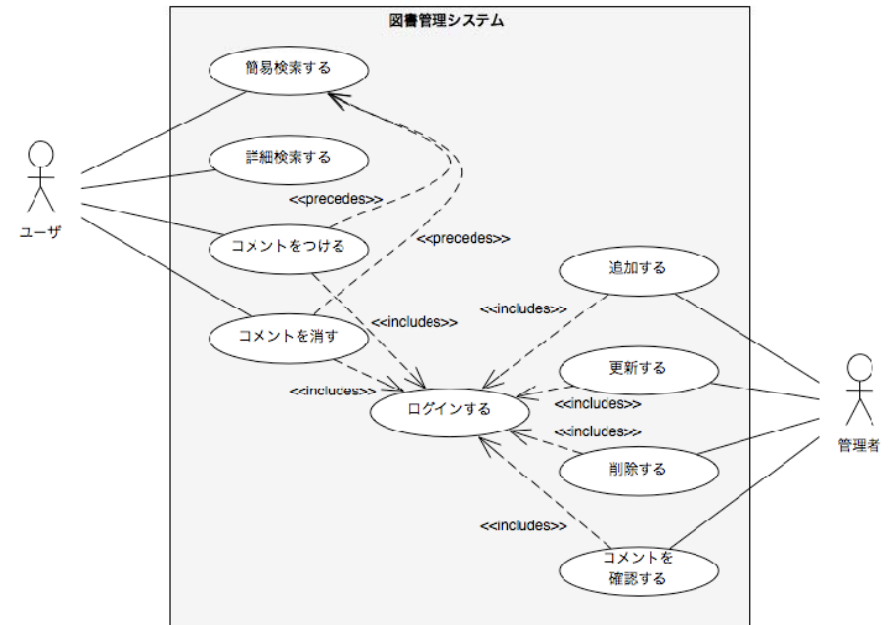 図書管理システム
簡易検索する
詳細検索する
<<precedes>>
ユーザ
コメントをつける
<<precedes>>
追加する
<<includes>>
<<includes>>
コメントを消す
更新する
<<includes>>
ログインする
<<includes>>
<<includes>>
管理者
削除する
<<includes>>
コメントを
確認する